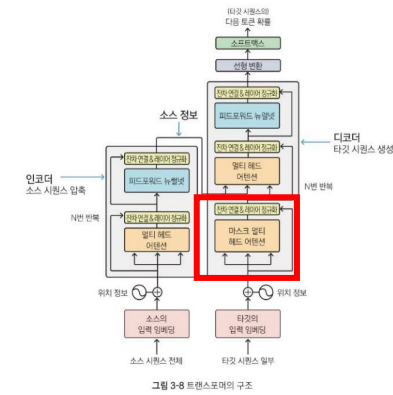 (타깃 시퀀스의)
다음 토큰 확률
소프트맥스
선형 변환
잔차 연결 & 레이어 정규화
피드포워드 뉴럴넷
잔차 연결 & 레이어 정규화
멀티 헤드
어텐션
잔차 연결 & 레이어 정규화
마스크 멀티
헤드 어텐션
디코더
타깃 시퀀스 생성
N번 반복
소스 정보
잔차 연결 & 레이어 정규화
피드포워드 뉴럴넷
잔차 연결 & 레이어 정규화
멀티 헤드
어텐션
인코더
소스 시퀀스 압축
N번 반복
위치 정보
위치 정보
소스의
입력 임베딩
타깃의
입력 임베딩
소스 시퀀스 전체
타깃 시퀀스 일부
그림 3-8 트랜스포머의 구조